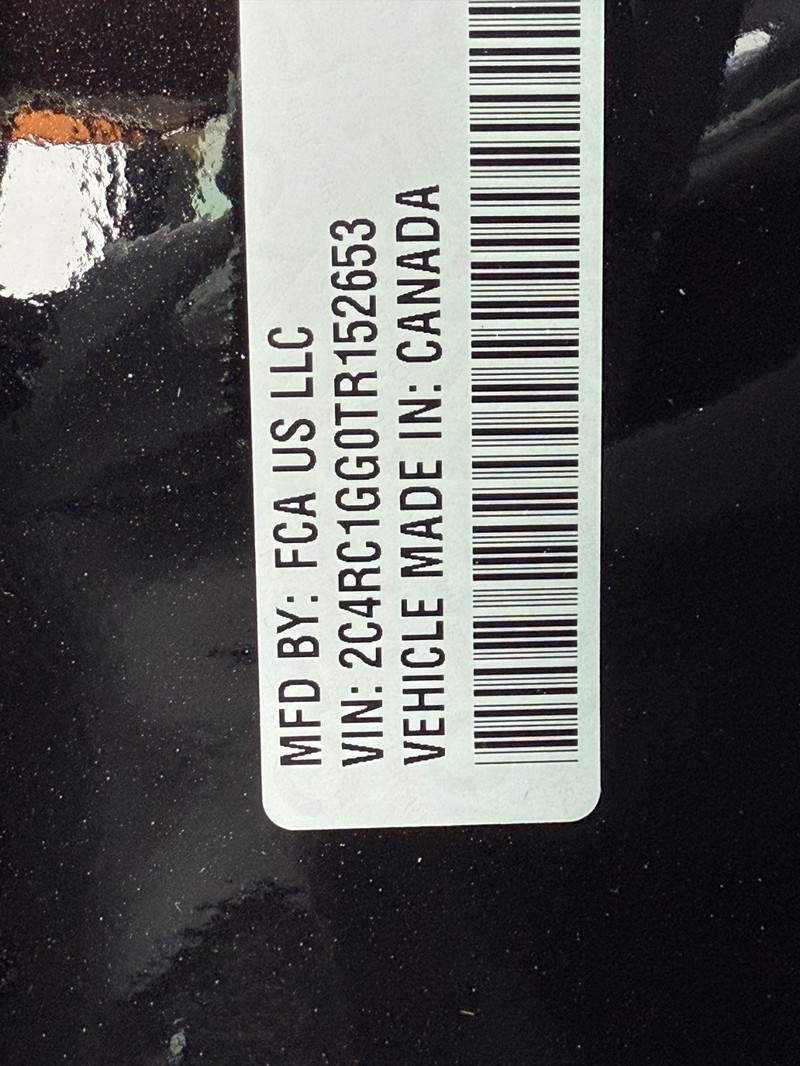 MFD BY: FCA US LLC
VIN: 2C4RC1GG0TR152653
VEHICLE MADE IN: CANADA